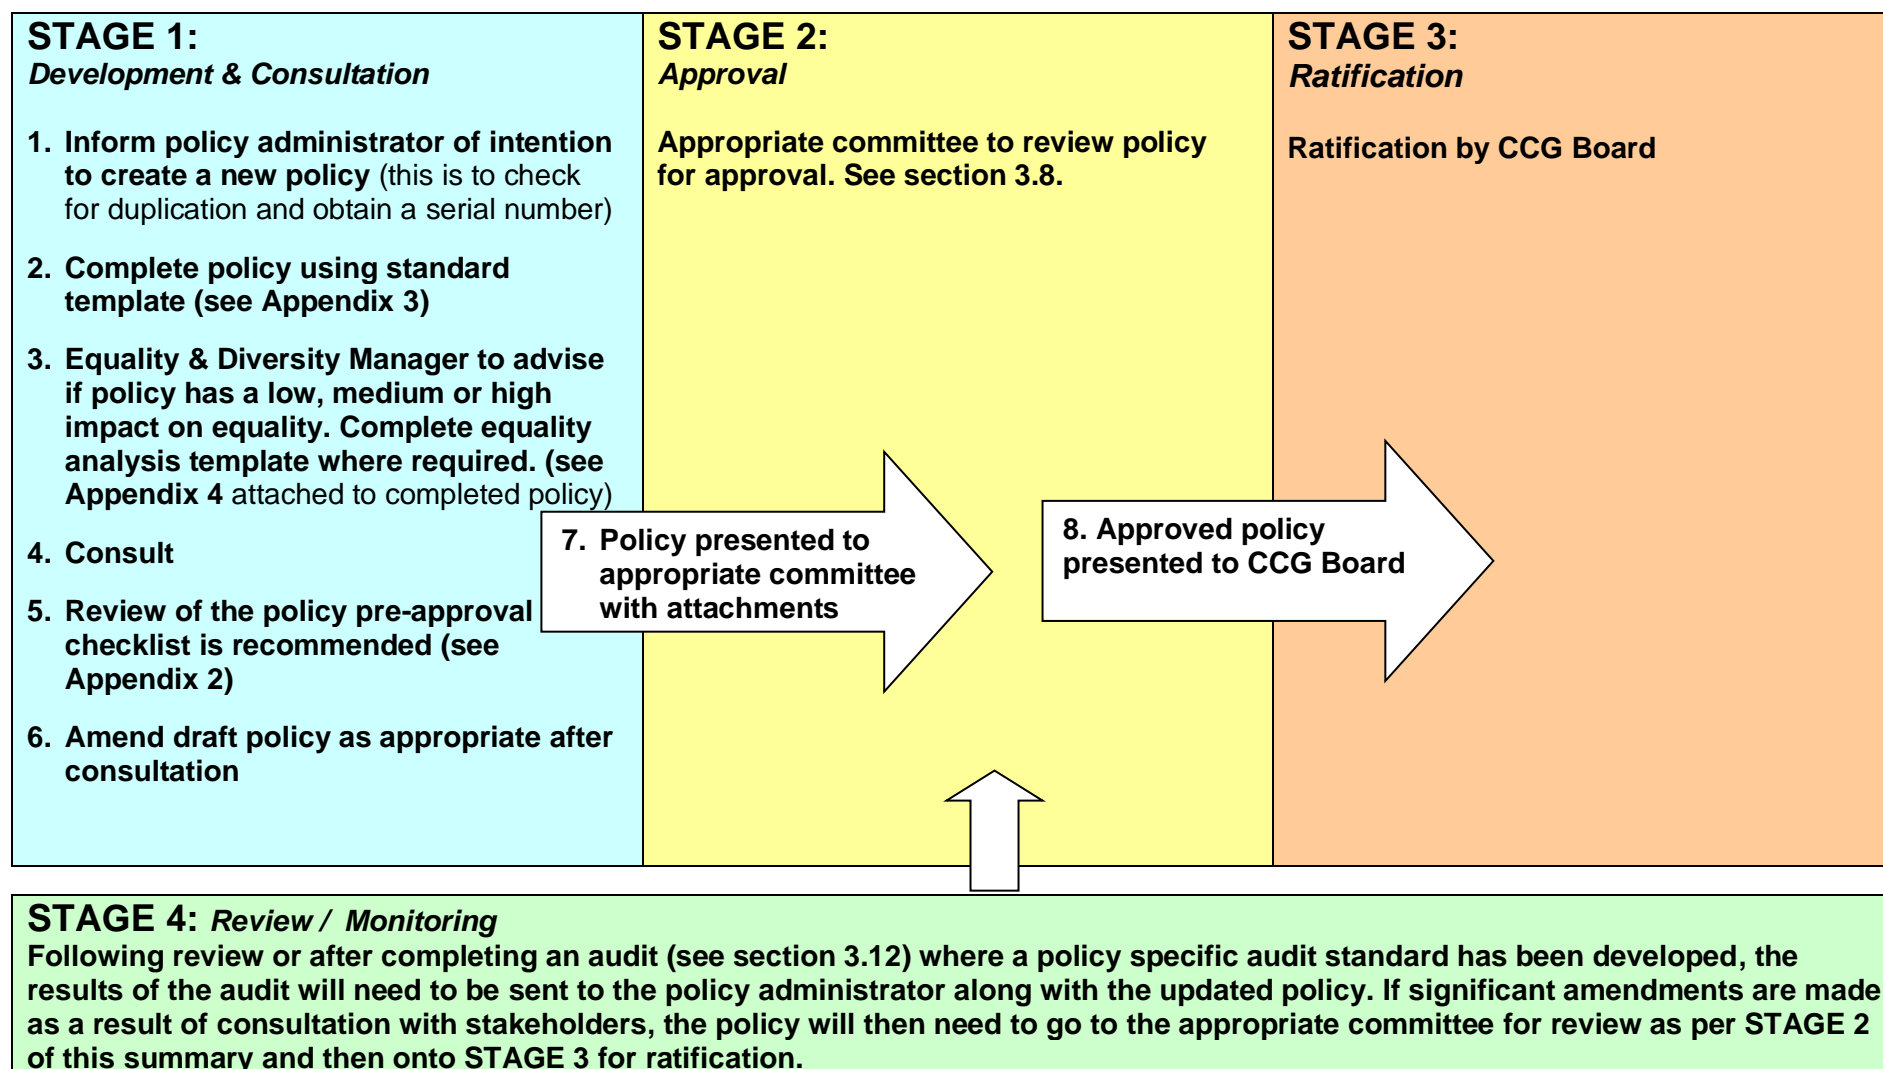 STAGE 1:
Development & Consultation
1. Inform policy administrator of intention
to create a new policy (this is to check
for duplication and obtain a serial number)
2. Complete policy using standard
template (see Appendix 3)
3. Equality & Diversity Manager to advise
if policy has a low, medium or high
impact on equality. Complete equality
analysis template where required. (see
Appendix 4 attached to completed policy)
4. Consult
5. Review of the policy pre-approval
checklist is recommended (see
Appendix 2)
6. Amend draft policy as appropriate after
consultation
7. Policy presented to
appropriate committee
with attachments
STAGE 2:
Approval
Appropriate committee to review policy
for approval. See section 3.8.
8. Approved policy
presented to CCG Board
STAGE 3:
Ratification
Ratification by CCG Board
STAGE 4: Review / Monitoring
Following review or after completing an audit (see section 3.12) where a policy specific audit standard has been developed, the
results of the audit will need to be sent to the policy administrator along with the updated policy. If significant amendments are made
as a result of consultation with stakeholders, the policy will then need to go to the appropriate committee for review as per STAGE 2
of this summary and then onto STAGE 3 for ratification.